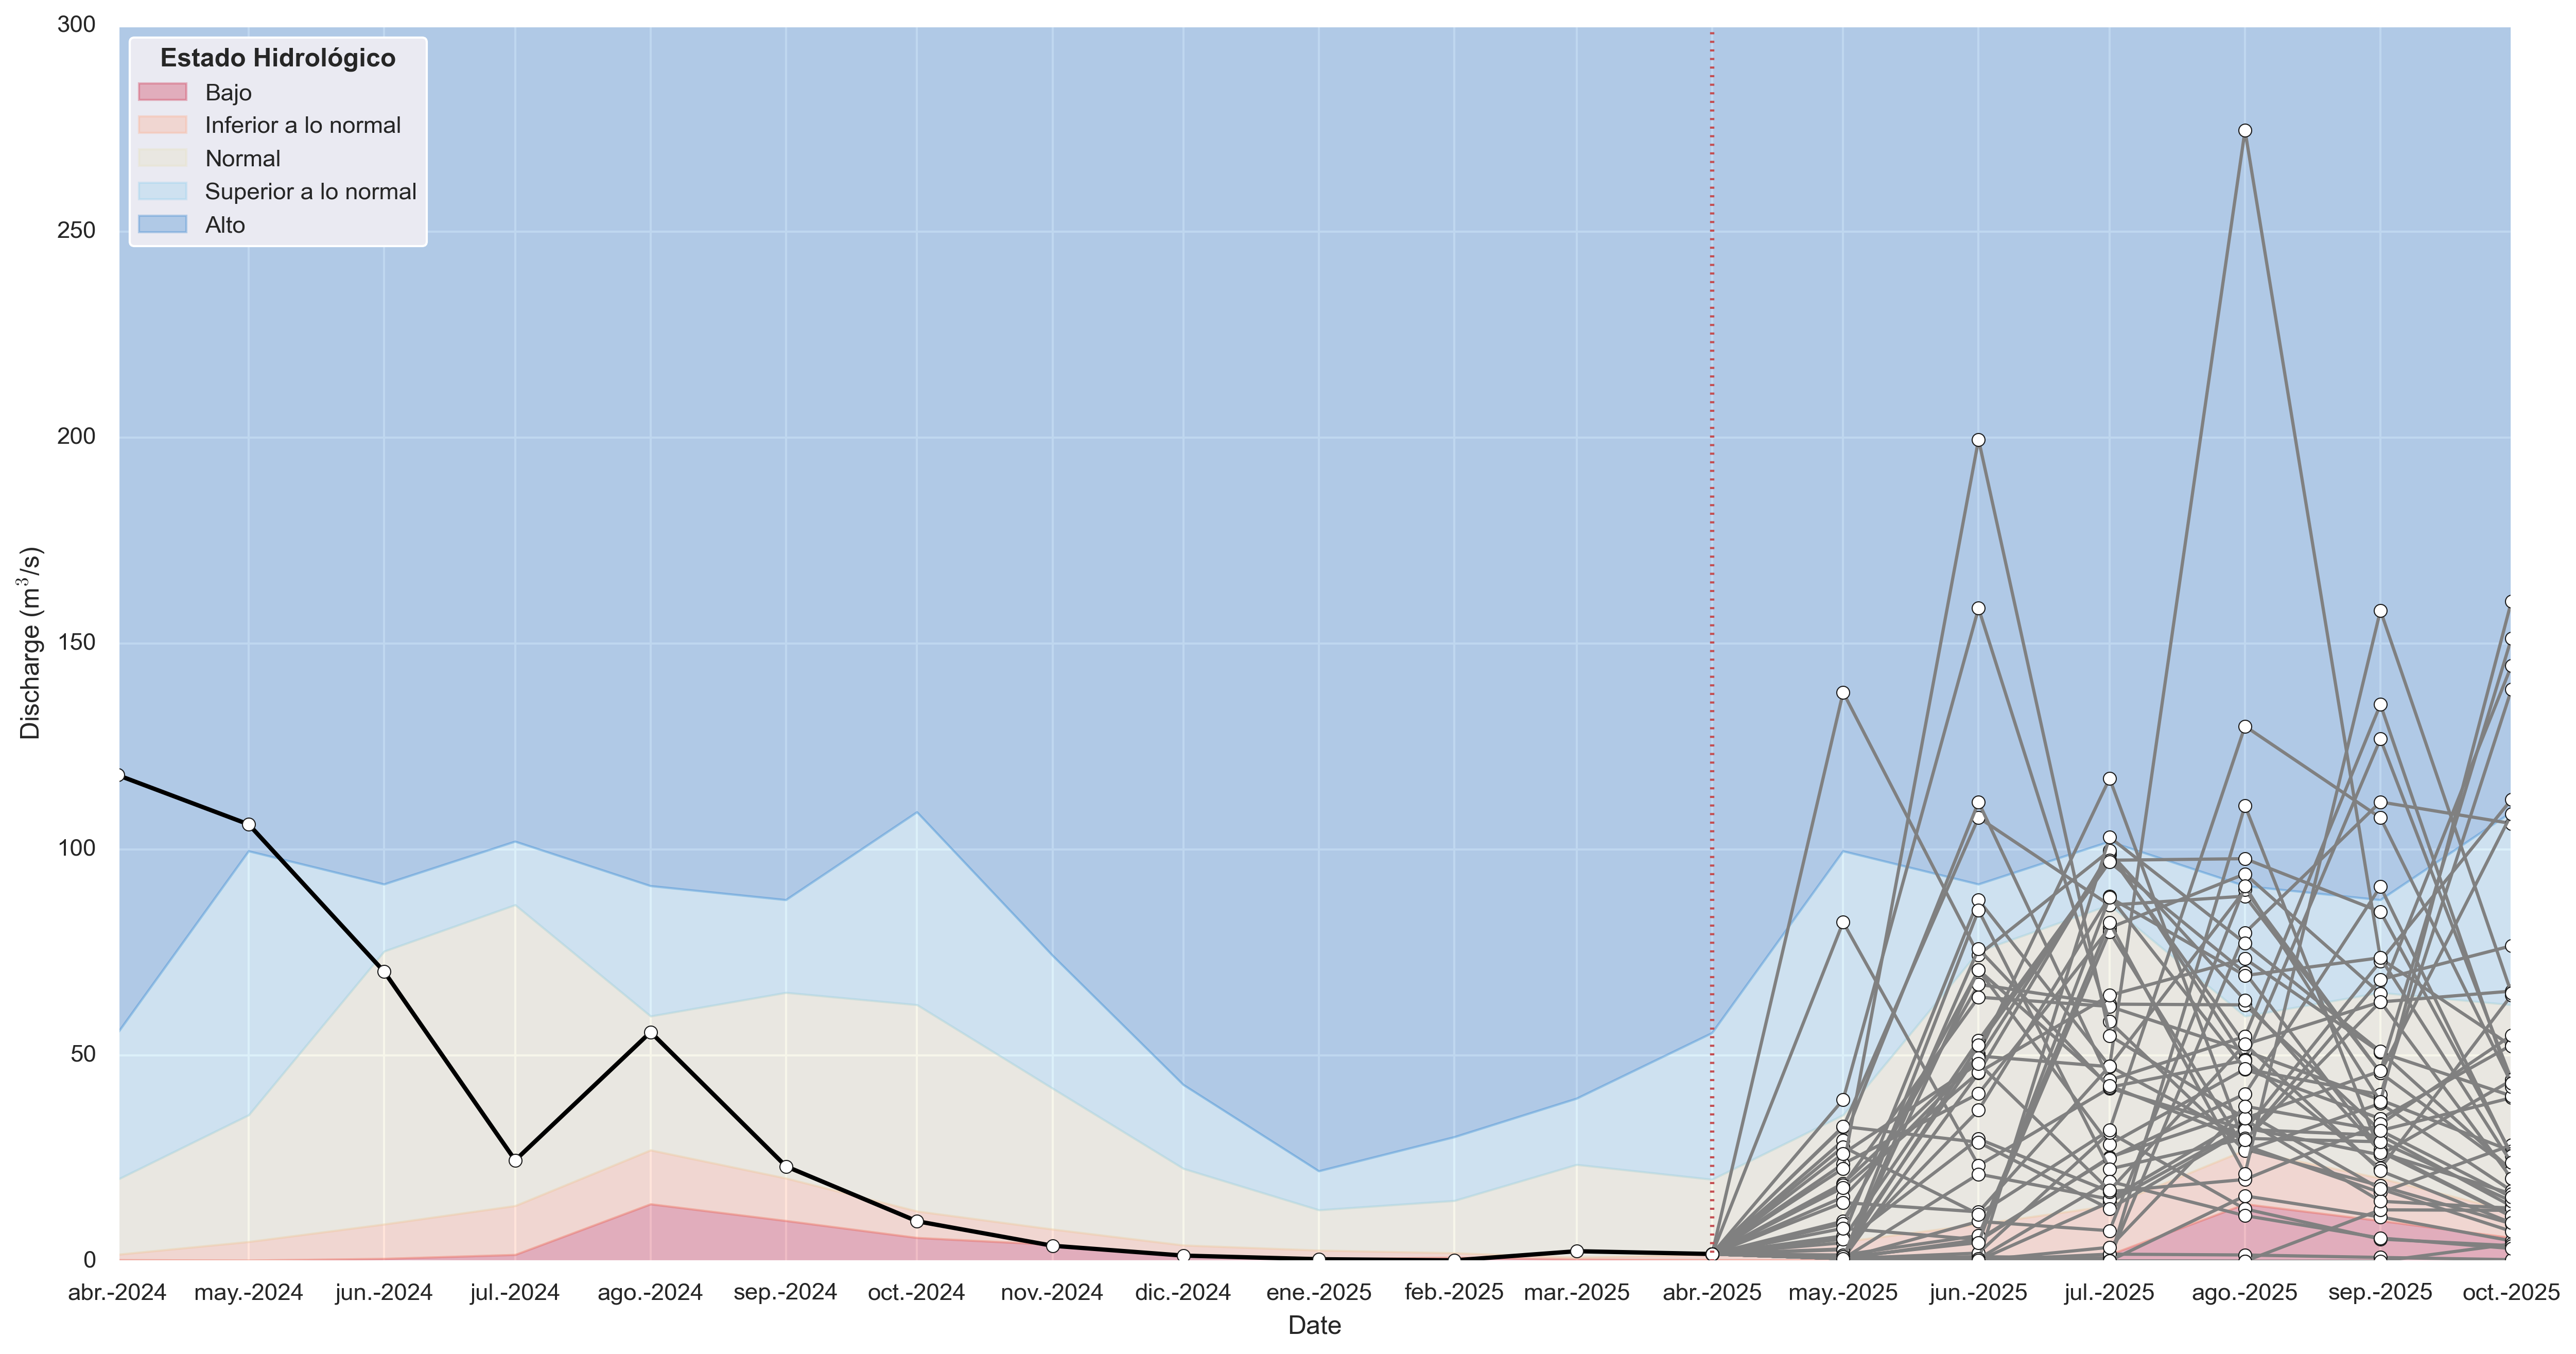 300
250
200
150
100
50
0
Discharge (m³/s)
Estado Hidrológico
Bajo
Inferior a lo normal
Normal
Superior a lo normal
Alto
abr.-2024 may.-2024 jun.-2024 jul.-2024 ago.-2024 sep.-2024 oct.-2024 nov.-2024 dic.-2024 ene.-2025 feb.-2025 mar.-2025 abr.-2025 may.-2025 jun.-2025 jul.-2025 ago.-2025 sep.-2025 oct.-2025
Date